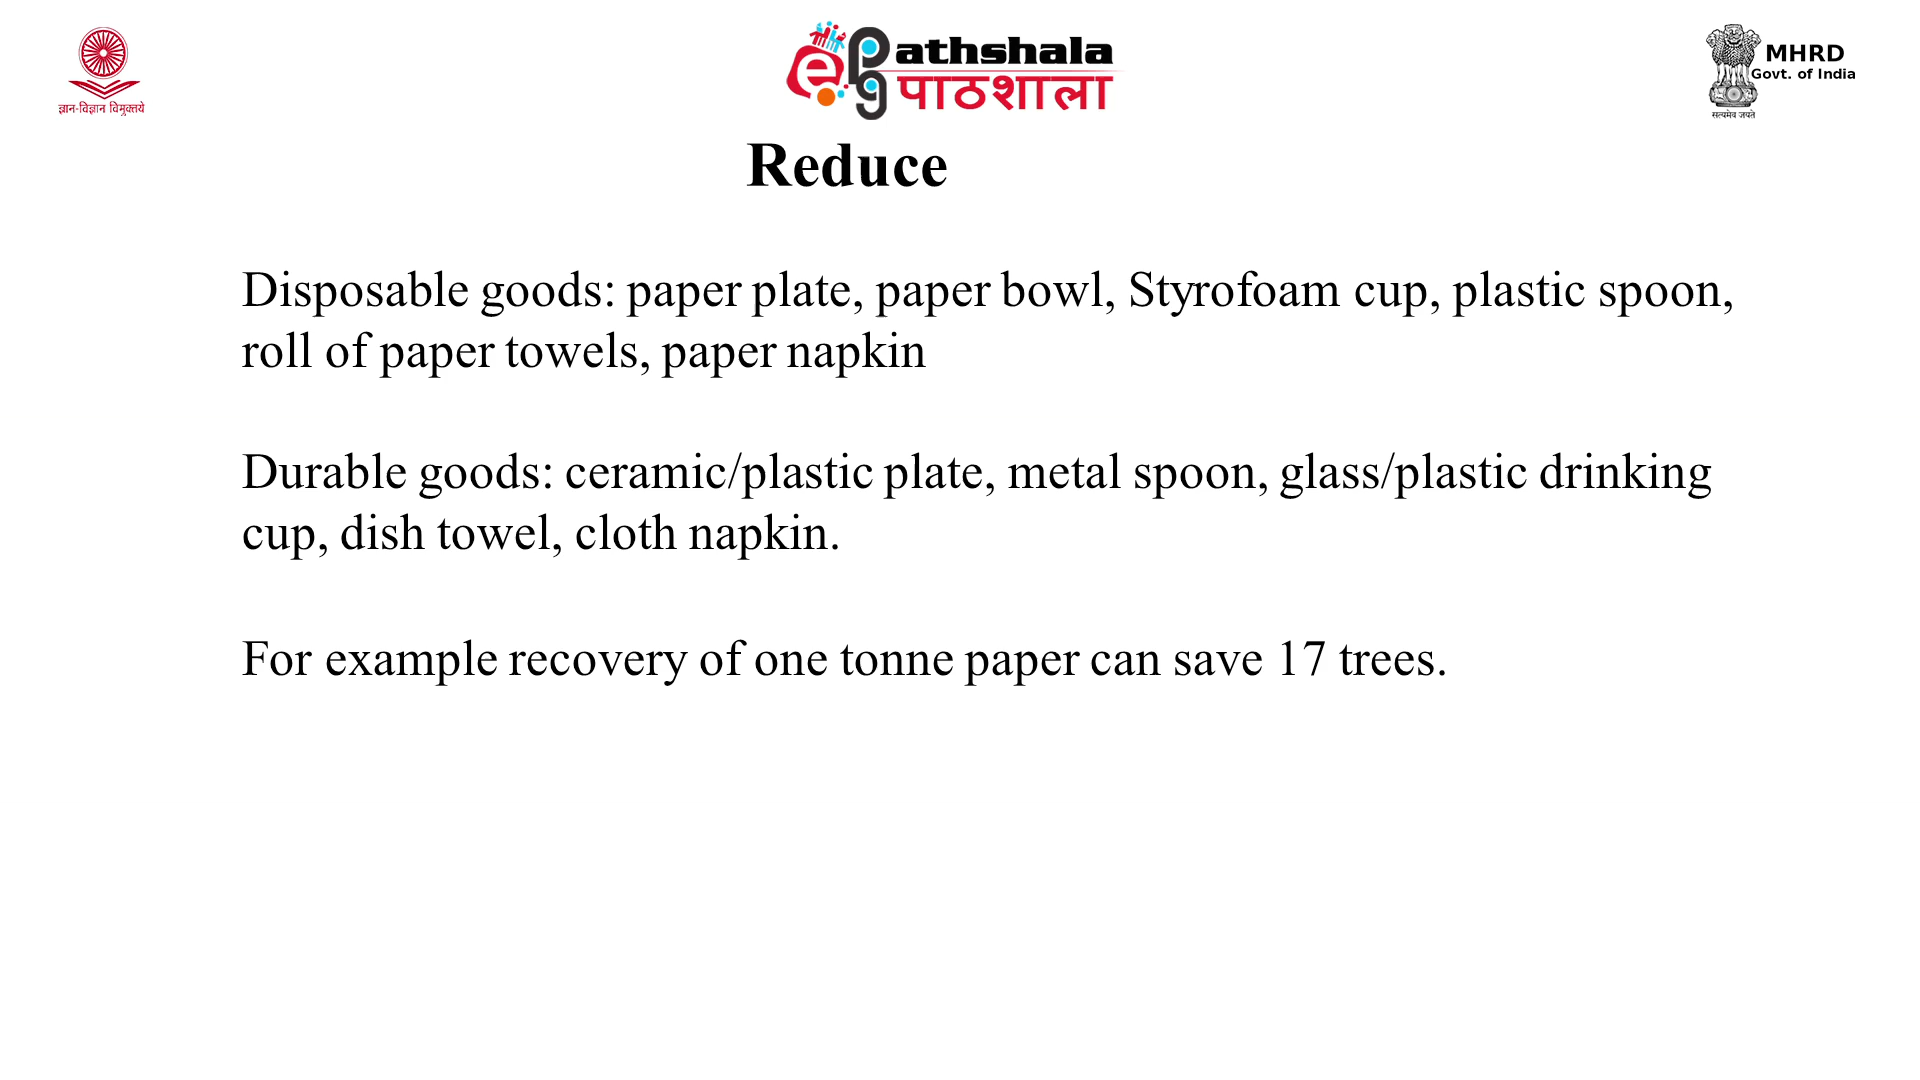 ज्ञान-विज्ञान विमुक्तये
ePathshala
पाठशाला
MHRD
Govt. of India
सत्यमेव जयते
Reduce
Disposable goods: paper plate, paper bowl, Styrofoam cup, plastic spoon,
roll of paper towels, paper napkin
Durable goods: ceramic/plastic plate, metal spoon, glass/plastic drinking
cup, dish towel, cloth napkin.
For example recovery of one tonne paper can save 17 trees.